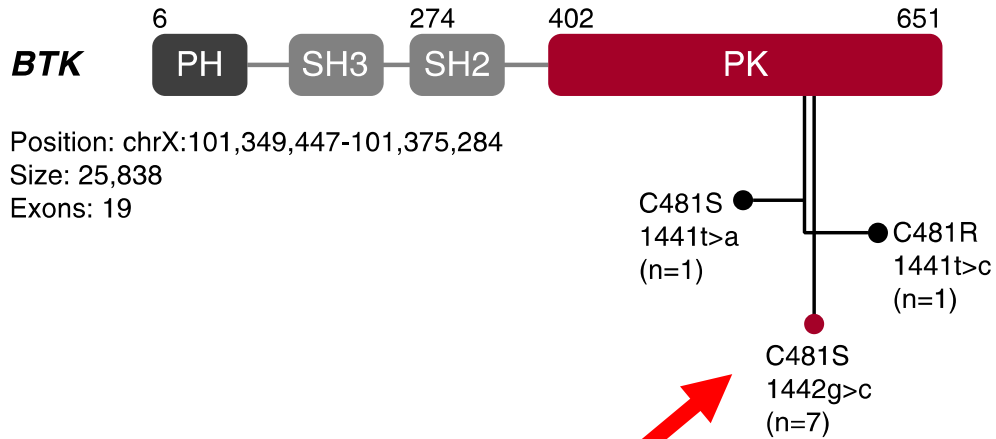 6 274 402 651
BTK PH SH3 SH2 PK
Position: chrX:101,349,447-101,375,284
Size: 25,838
Exons: 19
C481S
1441t>a
(n=1)
C481R
1441t>c
(n=1)
C481S
1442g>c
(n=7)